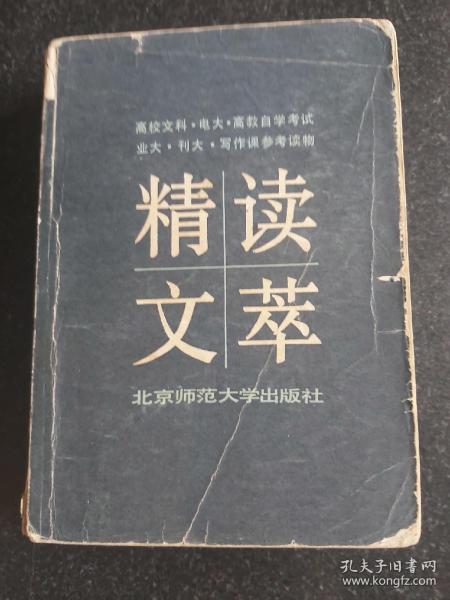 高校文科·电大·高教自学考试
业大·刊大·写作课参考读物
精读
文萃
北京师范大学出版社
孔夫子旧书网
www.kongfz.com